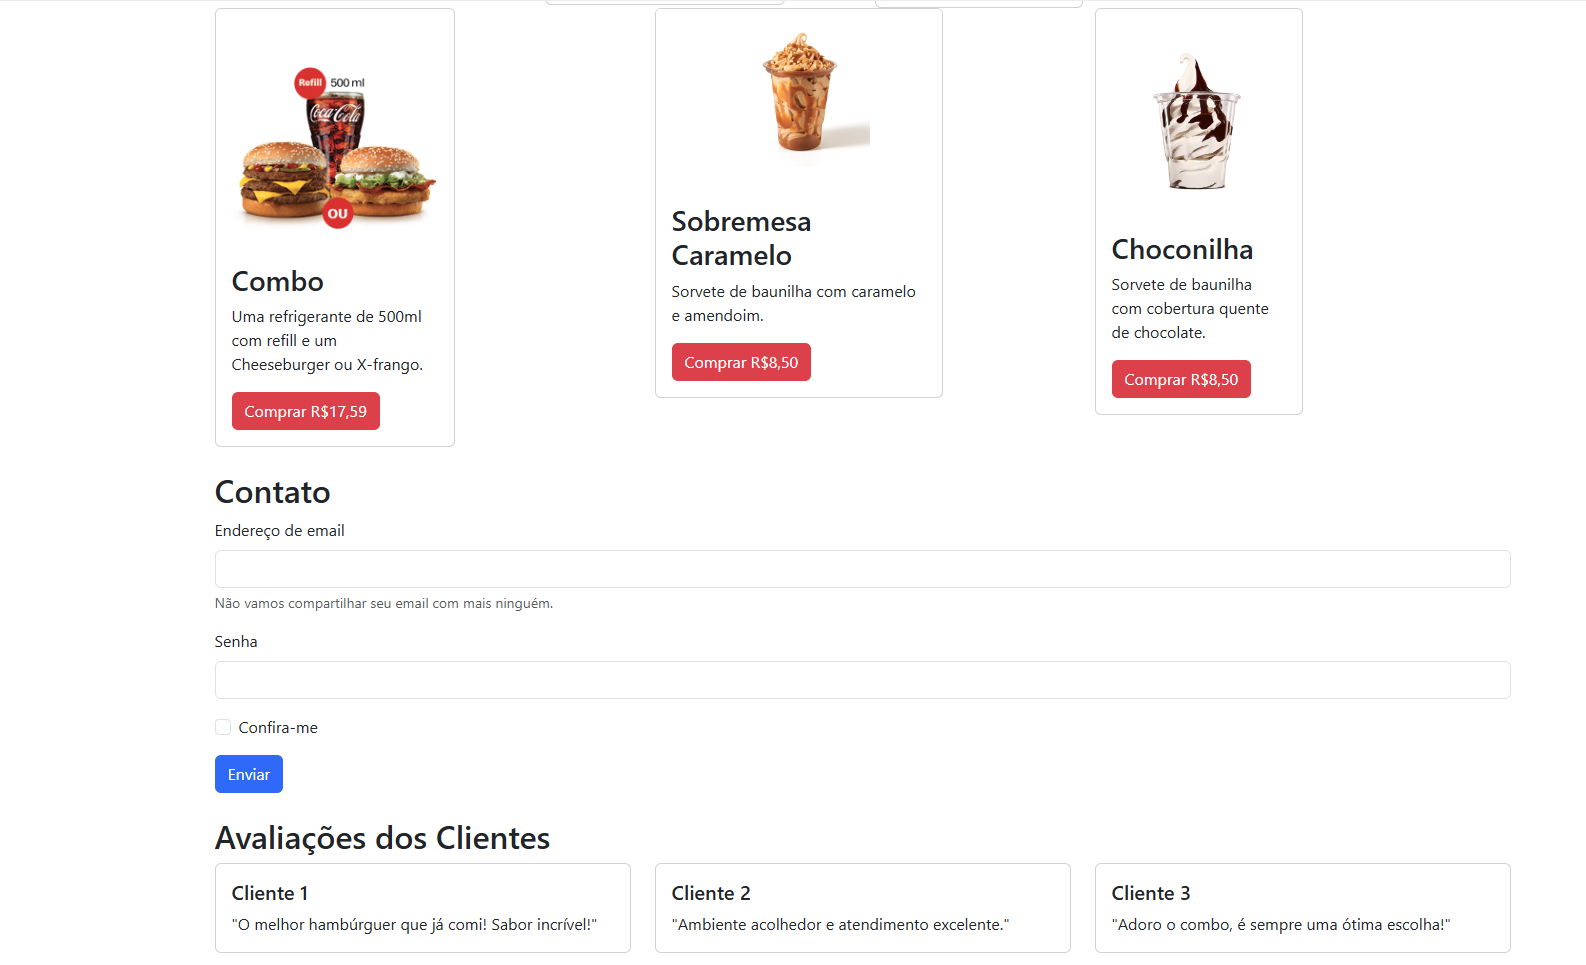 Refill 500 ml
Coca-Cola
OU
Combo
Uma refrigerante de 500ml
com refill e um
Cheeseburger ou X-frango.
Comprar R$17,59
Sobremesa
Caramelo
Sorvete de baunilha com caramelo
e amendoim.
Comprar R$8,50
Choconilha
Sorvete de baunilha
com cobertura quente
de chocolate.
Comprar R$8,50
Contato
Endereço de email
Não vamos compartilhar seu email com mais ninguém.
Senha
Confira-me
Enviar
Avaliações dos Clientes
Cliente 1
"O melhor hambúrguer que já comi! Sabor incrível!"
Cliente 2
"Ambiente acolhedor e atendimento excelente."
Cliente 3
"Adoro o combo, é sempre uma ótima escolha!"